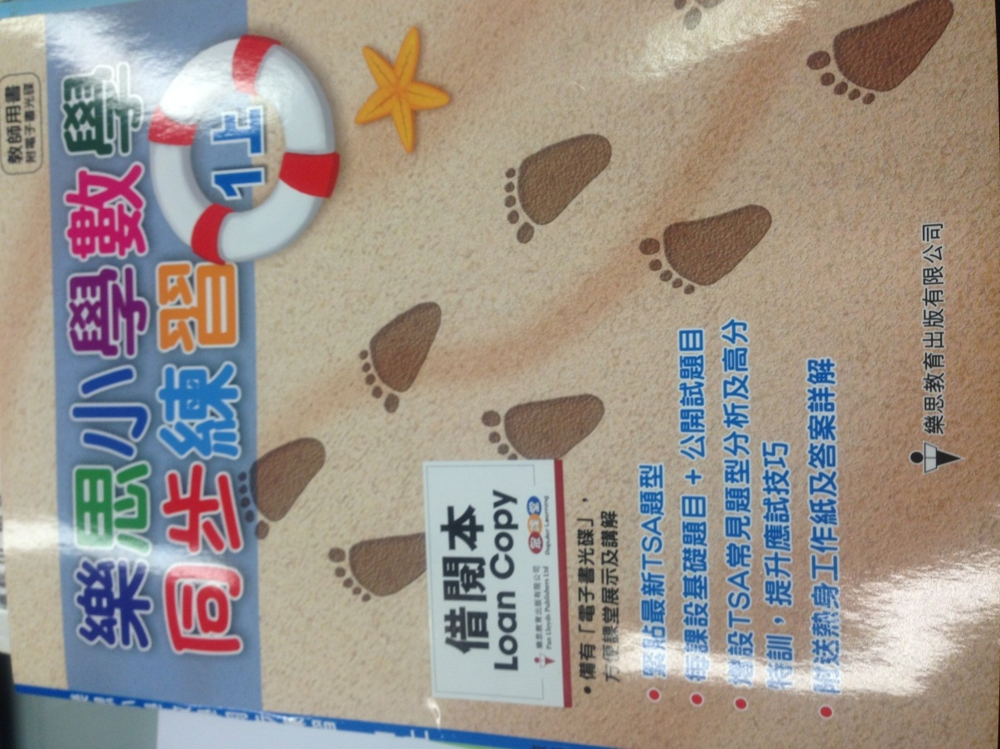 教師用書
附電子書光碟
樂思小學數學
同步練習
1上
借閱本
Loan Copy
樂思教育出版有限公司
Pan Lloyds Publishers Ltd
Popular Learning
• 備有「電子書光碟」，
方便課堂展示及講解
• 緊貼最新TSA題型
• 每課設基礎題目 + 公開試題目
• 增設TSA常見題型分析及高分
特訓，提升應試技巧
• 附送熱身工作紙及答案詳解
樂思教育出版有限公司